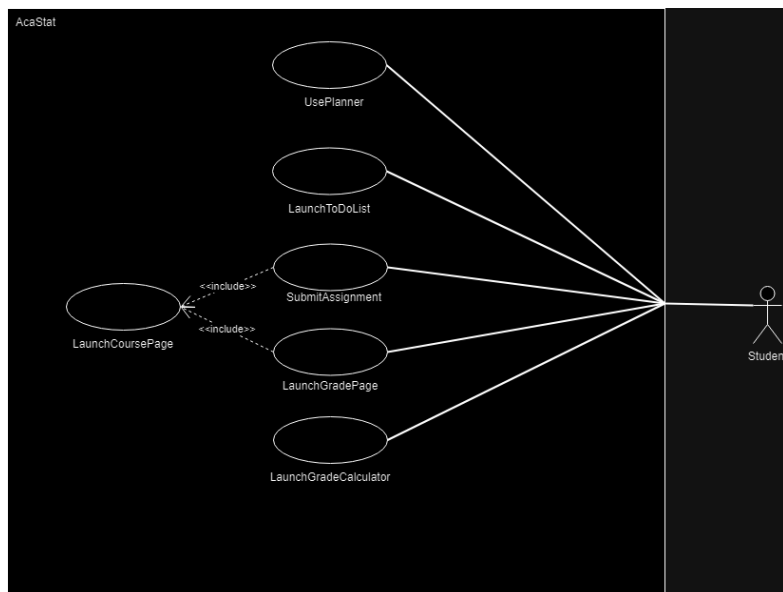 AcaStat
UsePlanner
LaunchToDoList
<<include>>
SubmitAssignment
<<include>>
LaunchCoursePage
LaunchGradePage
LaunchGradeCalculator
Studen